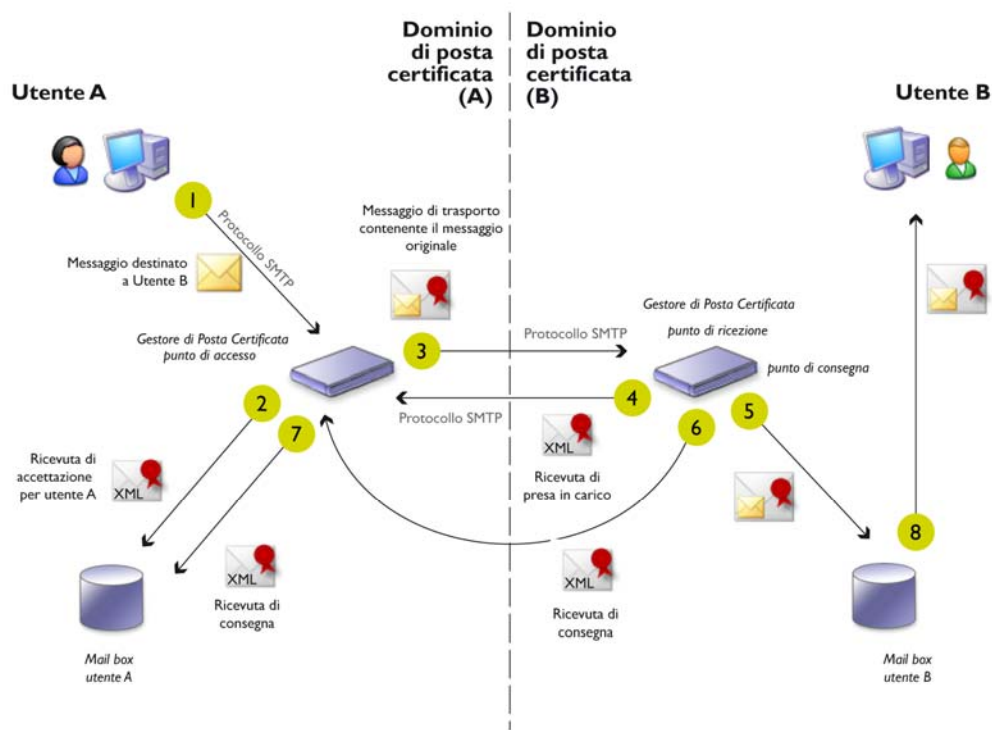 Dominio
di posta
certificata
(A)
Dominio
di posta
certificata
(B)
Utente A
Utente B
1
Protocollo SMTP
Messaggio destinato
a Utente B
Messaggio di trasporto
contenente il messaggio
originale
Gestore di Posta Certificata
punto di accesso
3
Protocollo SMTP
Gestore di Posta Certificata
punto di ricezione
punto di consegna
2
7
Protocollo SMTP
4
6
5
XML
Ricevuta di
presa in carico
Ricevuta di
accettazione
per utente A
XML
8
XML
Ricevuta di
consegna
XML
Ricevuta di
consegna
Mail box
utente A
Mail box
utente B